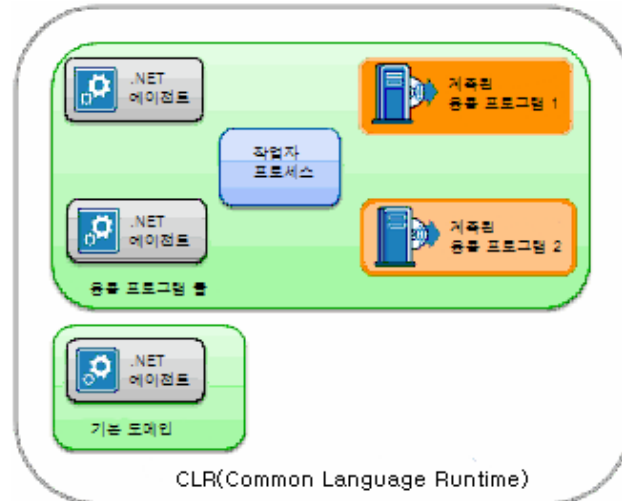 .NET
에이전트
계측된
응용 프로그램 1
작업자
프로세스
.NET
에이전트
계측된
응용 프로그램 2
응용 프로그램 풀
.NET
에이전트
기본 도메인
CLR(Common Language Runtime)